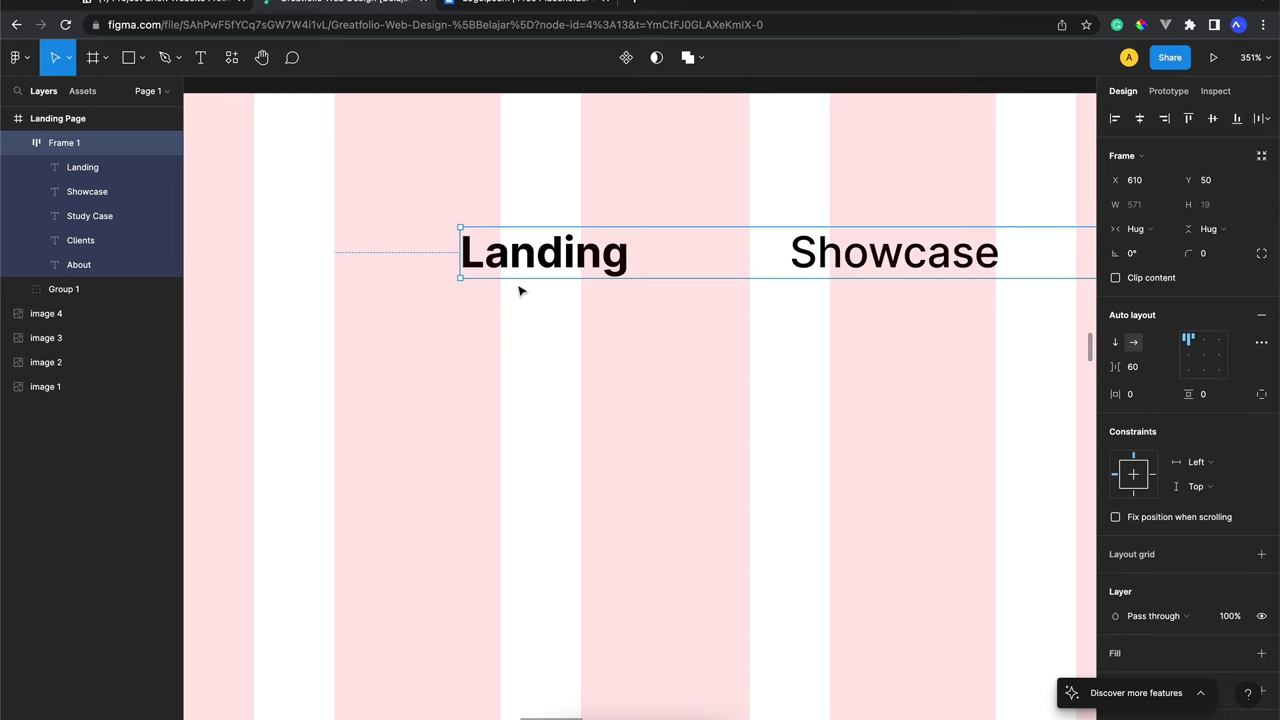 figma.com/file/SAhPwF5fYCq7sGW7W4i1vL/Greatfolio-Web-Design-%5BBelajar%5D?node-id=4%3A13&t=YmCtFJ0GLAXeKmIX-0
A
Share
351%
Layers
Assets
Page 1
Landing Page
Frame 1
Landing
Showcase
Study Case
Clients
About
Group 1
image 4
image 3
image 2
image 1
Landing
Showcase
Design
Prototype
Inspect
Frame
X 610
Y 50
W 571
H 19
Hug
Hug
0°
0
Clip content
Auto layout
60
0
0
Constraints
Left
Top
Fix position when scrolling
Layout grid
Layer
Pass through
100%
Fill
Discover more features
?